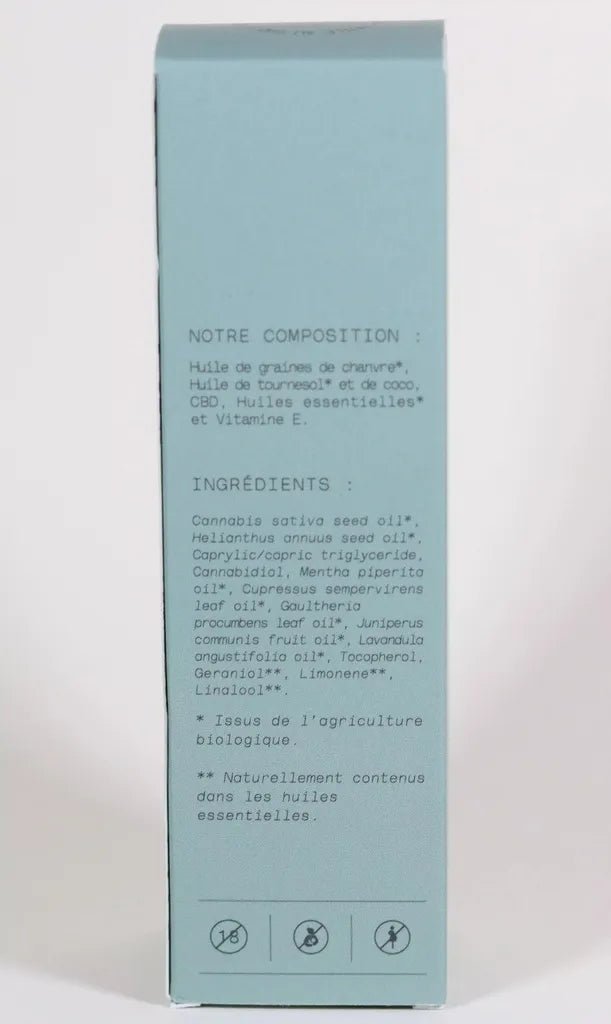 NOTRE COMPOSITION :
Huile de graines de chanvre*,
Huile de tournesol* et de coco,
CBD, Huiles essentielles*
et Vitamine E.
INGRÉDIENTS :
Cannabis sativa seed oil*,
Helianthus annuus seed oil*,
Caprylic/capric triglyceride,
Cannabidiol, Mentha piperita
oil*, Cupressus sempervirens
leaf oil*, Gaultheria
procumbens leaf oil*, Juniperus
communis fruit oil*, Lavandula
angustifolia oil*, Tocopherol,
Geraniol**, Limonene**,
Linalool**.
* Issus de l'agriculture
biologique.
** Naturellement contenus
dans les huiles
essentielles.
18